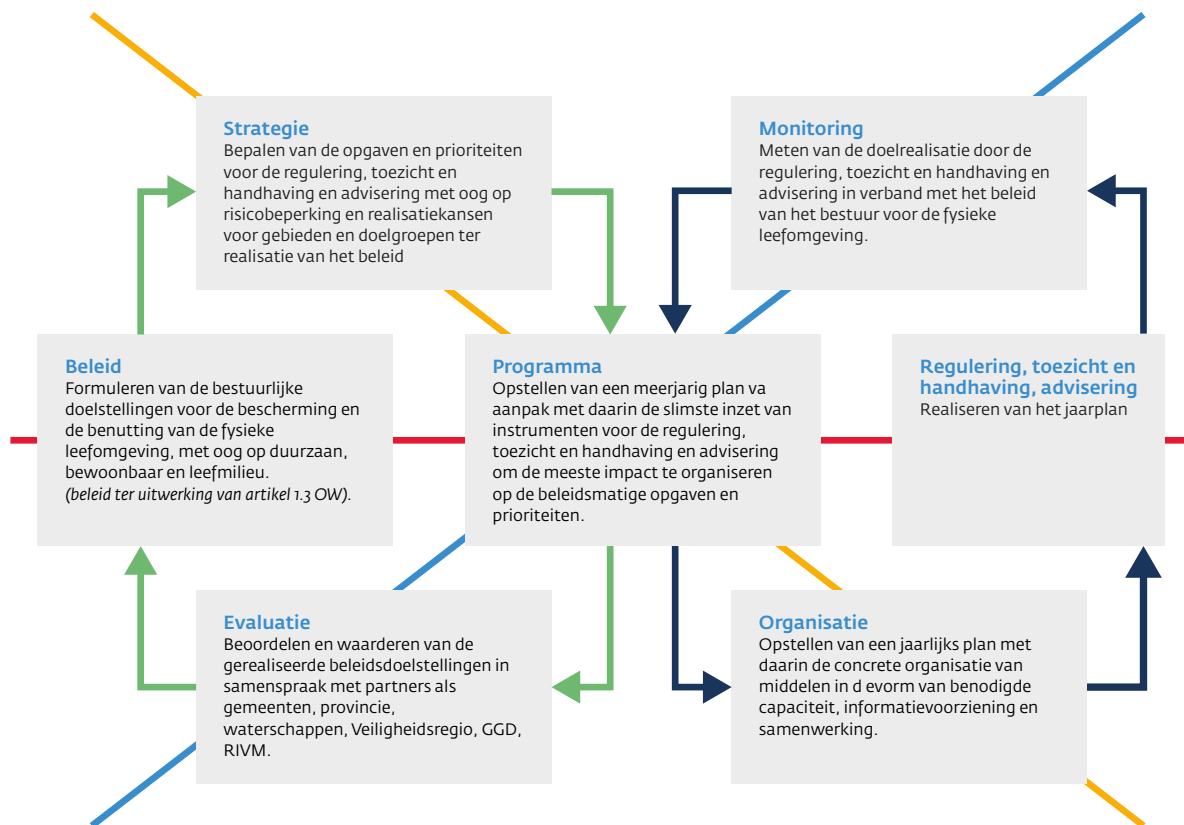 Strategie
Bepalen van de opgaven en prioriteiten
voor de regulering, toezicht en
handhaving en advisering met oog op
risicobeperking en realisatiekansen
voor gebieden en doelgroepen ter
realisatie van het beleid
Monitoring
Meten van de doelrealisatie door de
regulering, toezicht en handhaving en
advisering in verband met het beleid
van het bestuur voor de fysieke
leefomgeving.
Beleid
Formuleren van de bestuurlijke
doelstellingen voor de bescherming en
de benutting van de fysieke
leefomgeving, met oog op duurzaan,
bewoonbaar en leefmilieu.
(beleid ter uitwerking van artikel 1.3 OW).
Programma
Opstellen van een meerjarig plan va
aanpak met daarin de slimste inzet van
instrumenten voor de regulering,
toezicht en handhaving en advisering
om de meeste impact te organiseren
op de beleidsmatige opgaven en
prioriteiten.
Regulering, toezicht en
handhaving, advisering
Realiseren van het jaarplan
Evaluatie
Beoordelen en waarderen van de
gerealiseerde beleidsdoelstellingen in
samenspraak met partners als
gemeenten, provincie,
waterschappen, Veiligheidsregio, GGD,
RIVM.
Organisatie
Opstellen van een jaarlijks plan met
daarin de concrete organisatie van
middelen in d evorm van benodigde
capaciteit, informatievoorziening en
samenwerking.